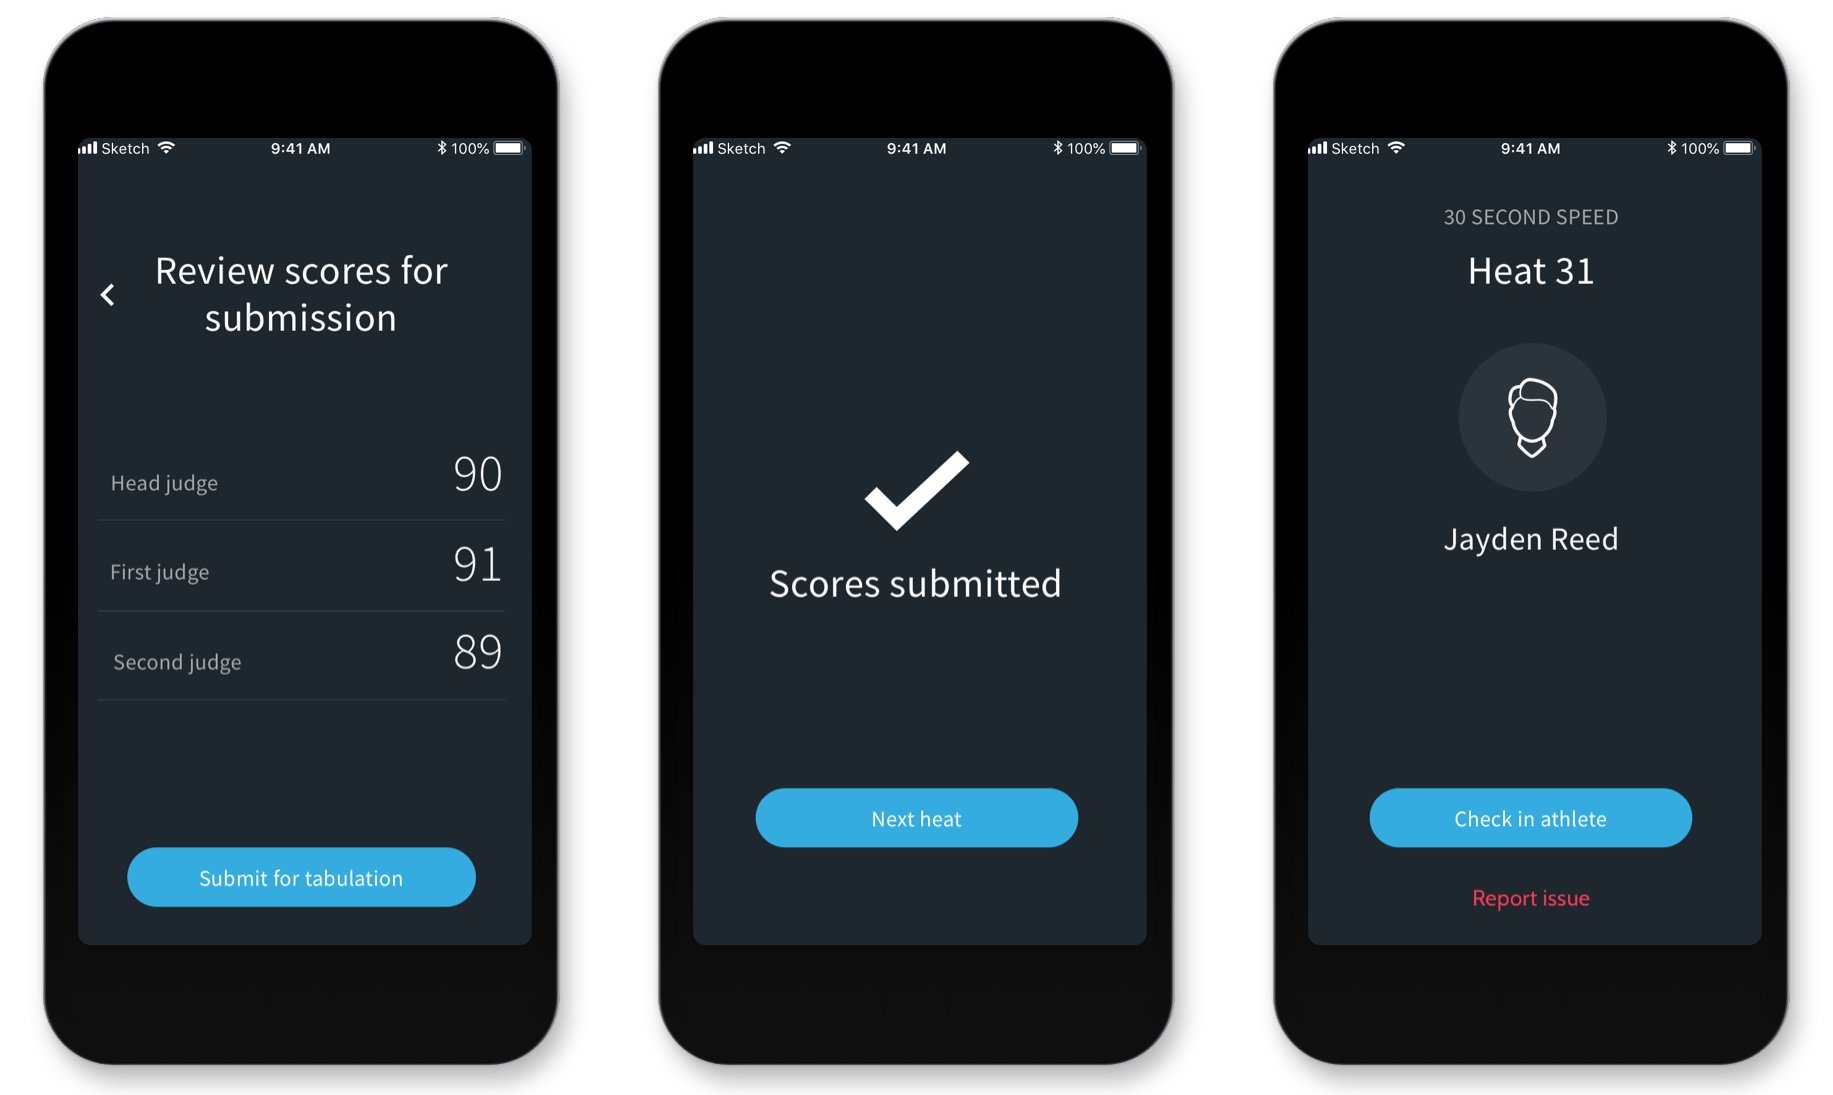 Sketch 9:41 AM 100%
Review scores for
submission
Head judge 90
First judge 91
Second judge 89
Submit for tabulation
Sketch 9:41 AM 100%
Scores submitted
Next heat
Sketch 9:41 AM 100%
30 SECOND SPEED
Heat 31
Jayden Reed
Check in athlete
Report issue